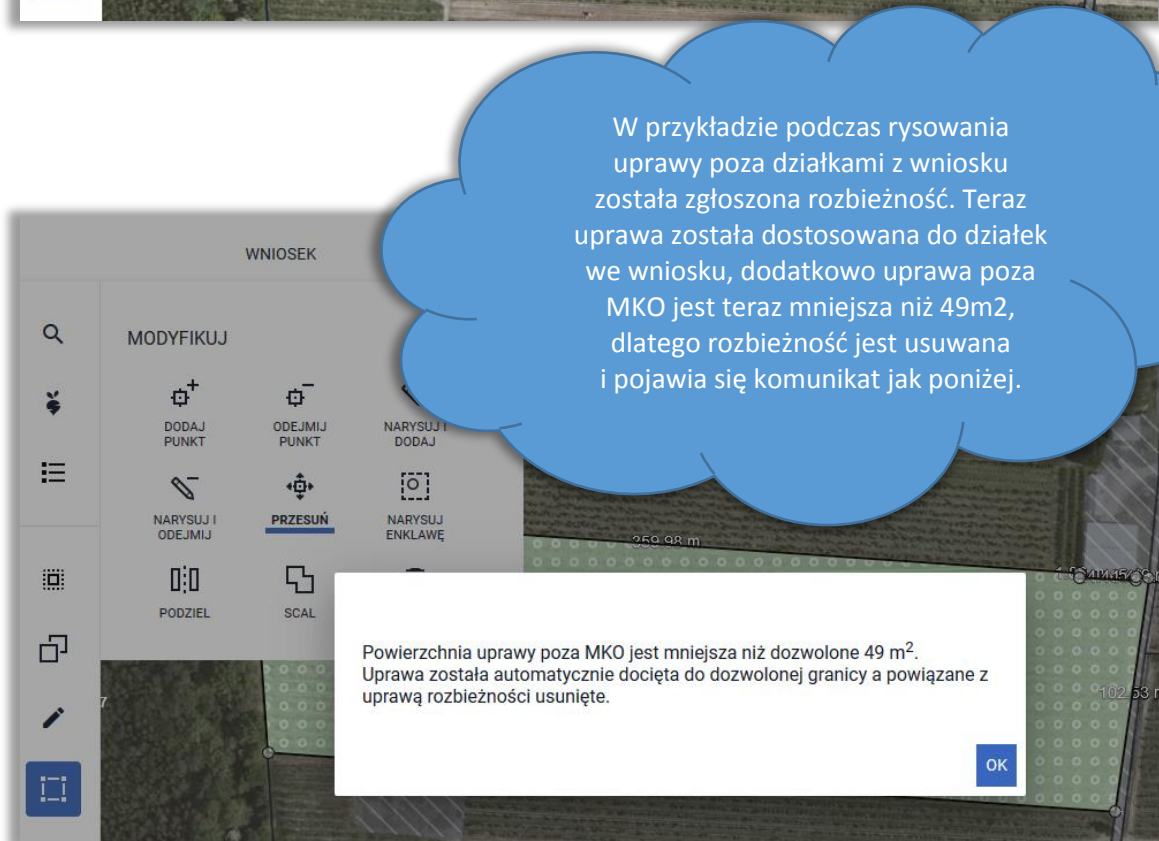 W przykładzie podczas rysowania
uprawy poza działkami z wniosku
została zgłoszona rozbieżność. Teraz
uprawa została dostosowana do działek
we wniosku, dodatkowo uprawa poza
MKO jest teraz mniejsza niż 49m2,
dlatego rozbieżność jest usuwana
i pojawia się komunikat jak poniżej.
WNIOSEK
MODYFIKUJ
DODAJ
PUNKT
ODEJMIJ
PUNKT
NARYSUJ I
DODAJ
NARYSUJ I
ODEJMIJ
PRZESUŃ
NARYSUJ
ENKLAWĘ
PODZIEL
SCAL
359.98 m
Powierzchnia uprawy poza MKO jest mniejsza niż dozwolone 49 m².
Uprawa została automatycznie docięta do dozwolonej granicy a powiązane z
uprawą rozbieżności usunięte.
OK
102.53 m
7